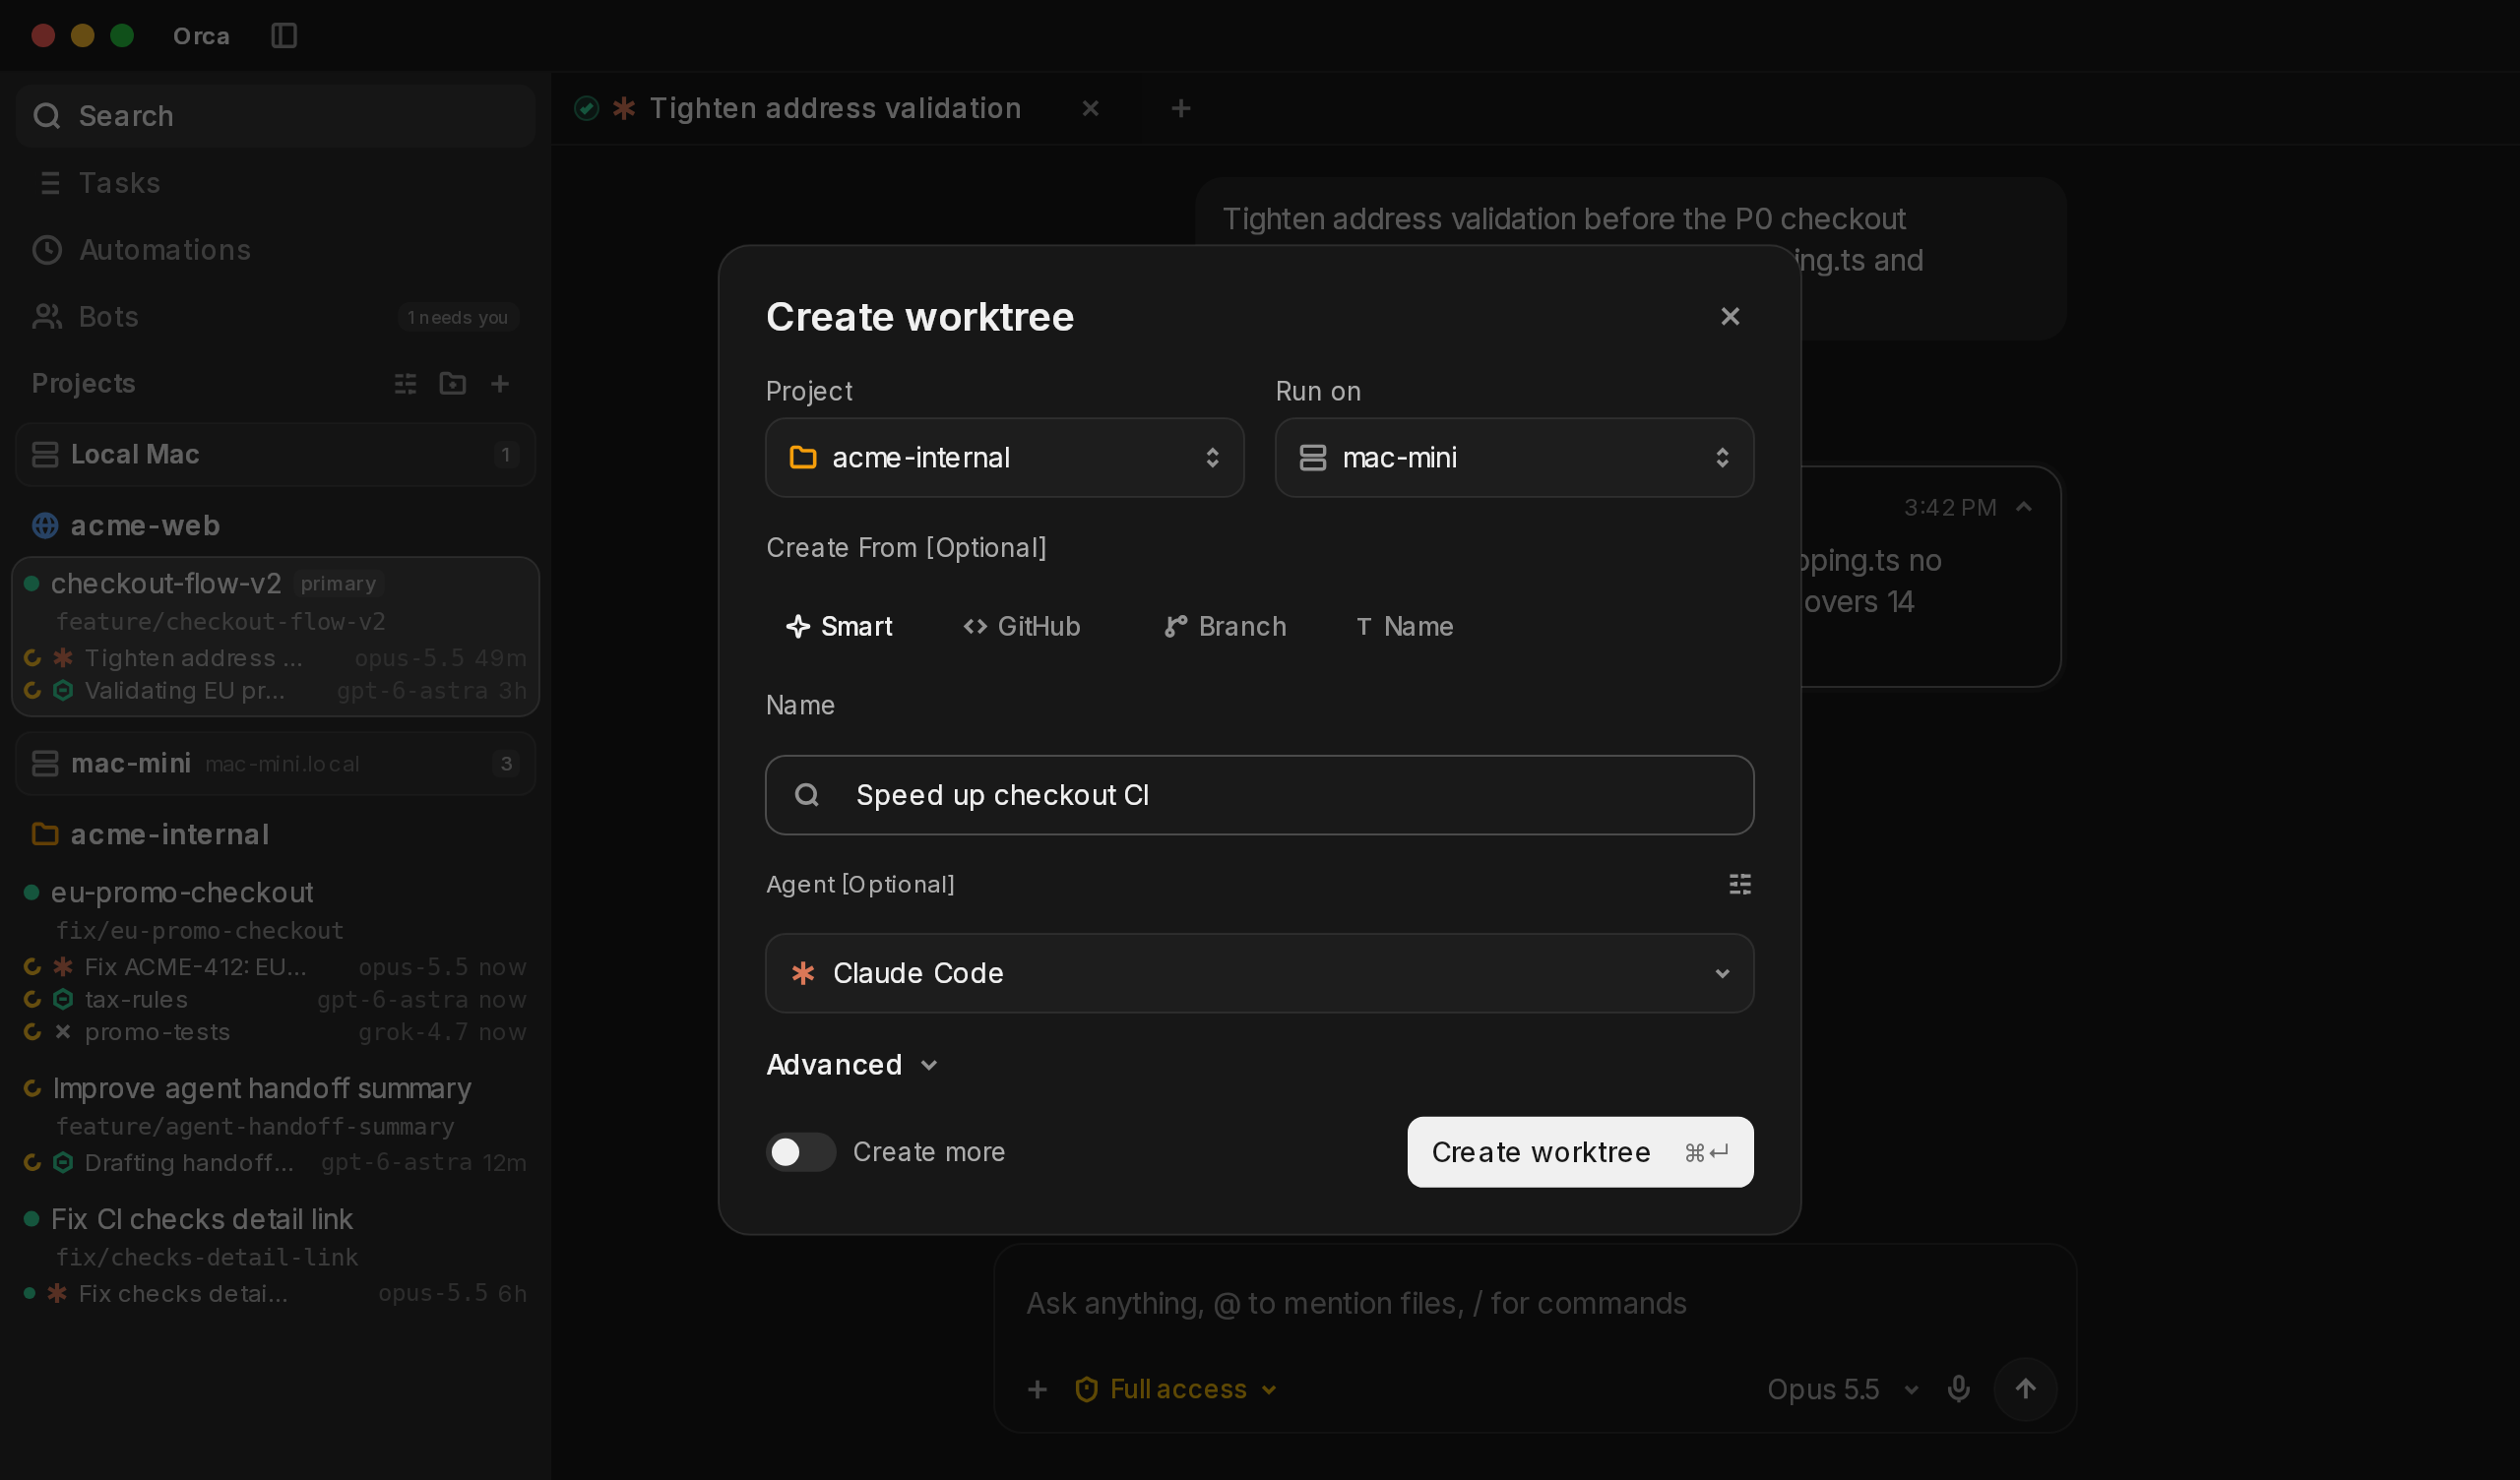 Orca
Search
Tasks
Automations
Bots 1 needs you
Projects
Local Mac 1
acme-web
checkout-flow-v2 primary
feature/checkout-flow-v2
Tighten address ... opus-5.5 49m
Validating EU pr... gpt-6-astra 3h
mac-mini mac-mini.local 3
acme-internal
eu-promo-checkout
fix/eu-promo-checkout
Fix ACME-412: EU... opus-5.5 now
tax-rules gpt-6-astra now
promo-tests grok-4.7 now
Improve agent handoff summary
feature/agent-handoff-summary
Drafting handoff... gpt-6-astra 12m
Fix CI checks detail link
fix/checks-detail-link
Fix checks detai... opus-5.5 6h
Tighten address validation
Tighten address validation before the P0 checkout
ing.ts and
3:42 PM
pping.ts no
overs 14
Create worktree
Project Run on
acme-internal mac-mini
Create From [Optional]
Smart GitHub Branch T Name
Name
Speed up checkout CI
Agent [Optional]
Claude Code
Advanced
Create more Create worktree ⌘↵
Ask anything, @ to mention files, / for commands
Full access Opus 5.5